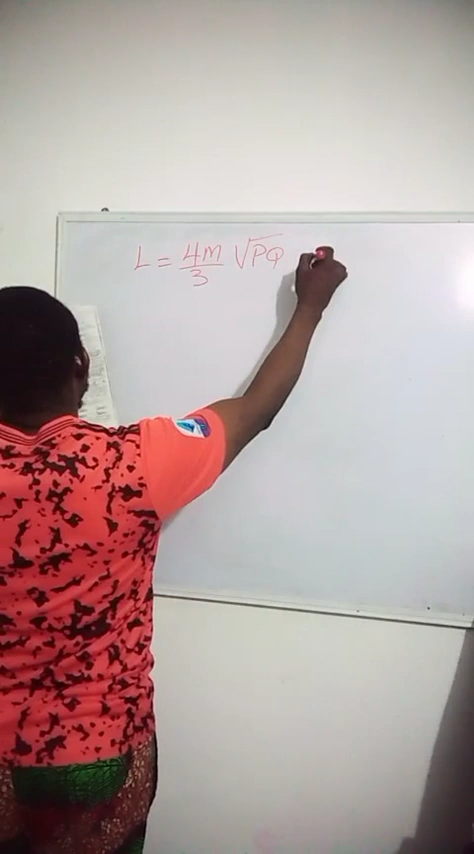 L = 4M/3 √PQ